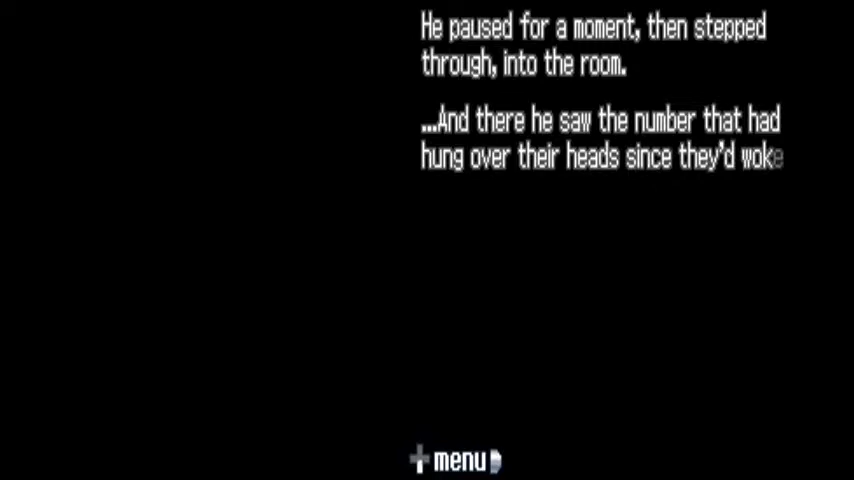 He paused for a moment, then stepped
through, into the room.
...And there he saw the number that had
hung over their heads since they'd woke
menu